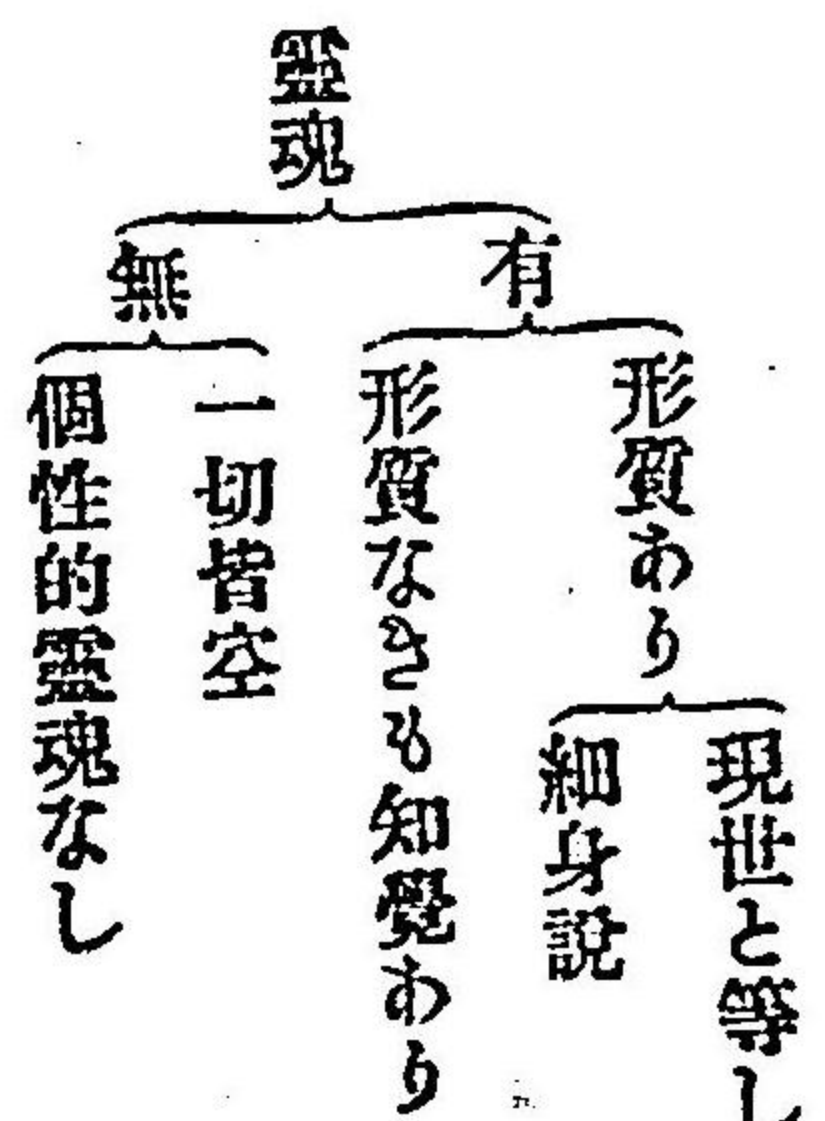 靈魂
有
形質あり
現世と等し
細身說
形質なきも知覺あり
無
一切皆空
個性的靈魂なし